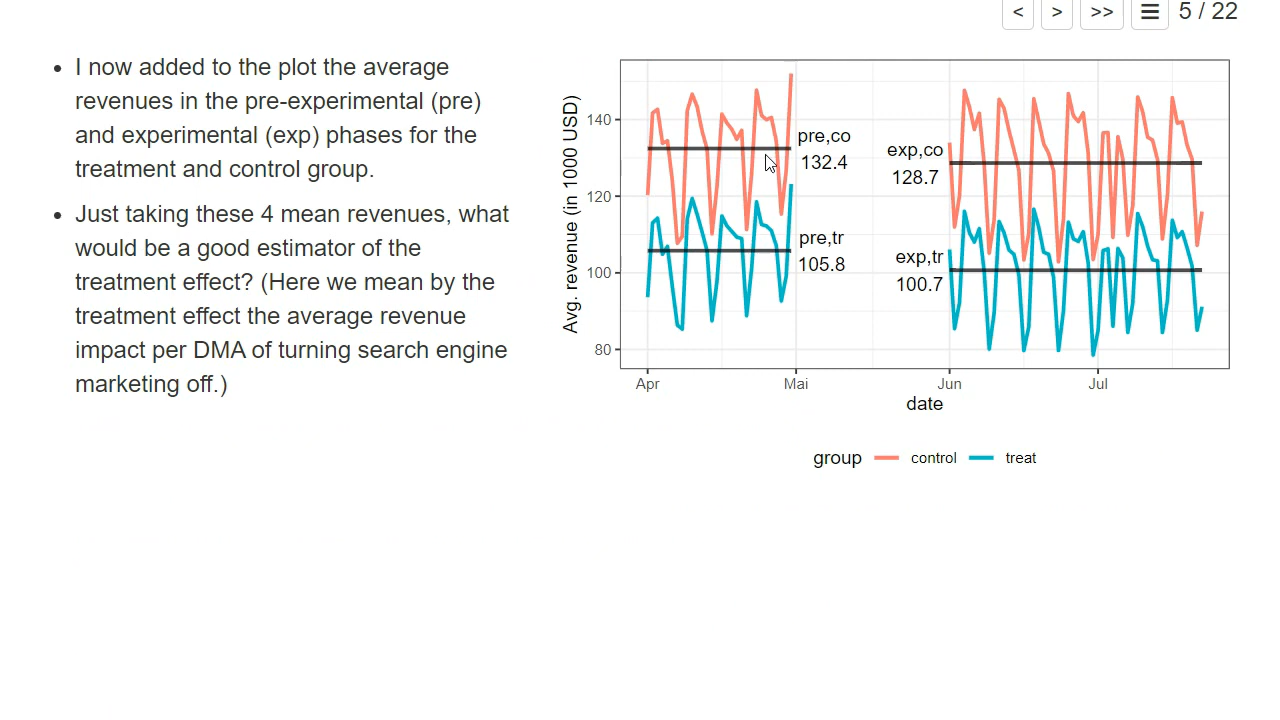 < > >> ☰ 5 / 22
• I now added to the plot the average
revenues in the pre-experimental (pre)
and experimental (exp) phases for the
treatment and control group.
• Just taking these 4 mean revenues, what
would be a good estimator of the
treatment effect? (Here we mean by the
treatment effect the average revenue
impact per DMA of turning search engine
marketing off.)
Avg. revenue (in 1000 USD)
140
120
100
80
pre,co
132.4
pre,tr
105.8
exp,co
128.7
exp,tr
100.7
Apr Mai Jun Jul
date
group control treat